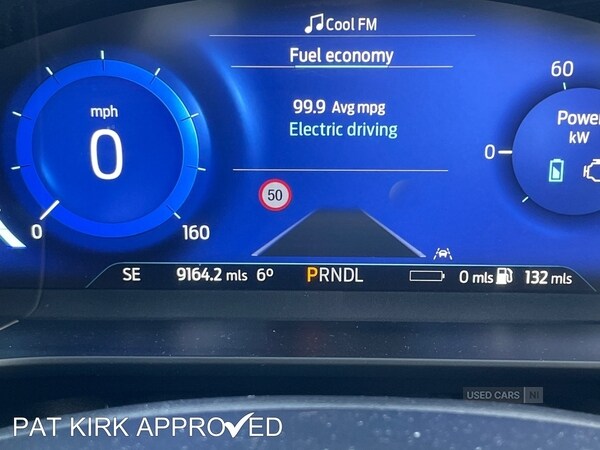 Cool FM
Fuel economy
60
mph
99.9 Avg mpg
Power
Electric driving
kW
0
0
50
0
160
SE 9164.2 mls 6º PRNDL 0 mls 132 mls
USED CARS NI
PAT KIRK APPROVED